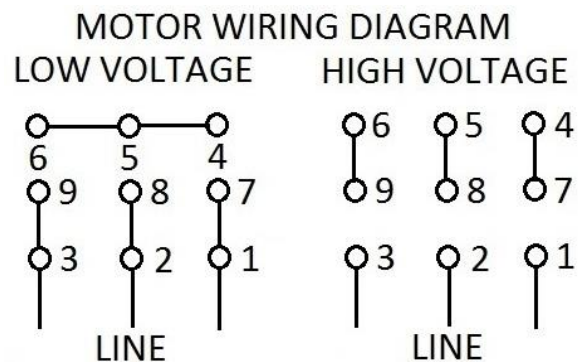 MOTOR WIRING DIAGRAM
LOW VOLTAGE HIGH VOLTAGE
6 5 4 6 5 4
9 8 7 9 8 7
3 2 1 3 2 1
LINE LINE